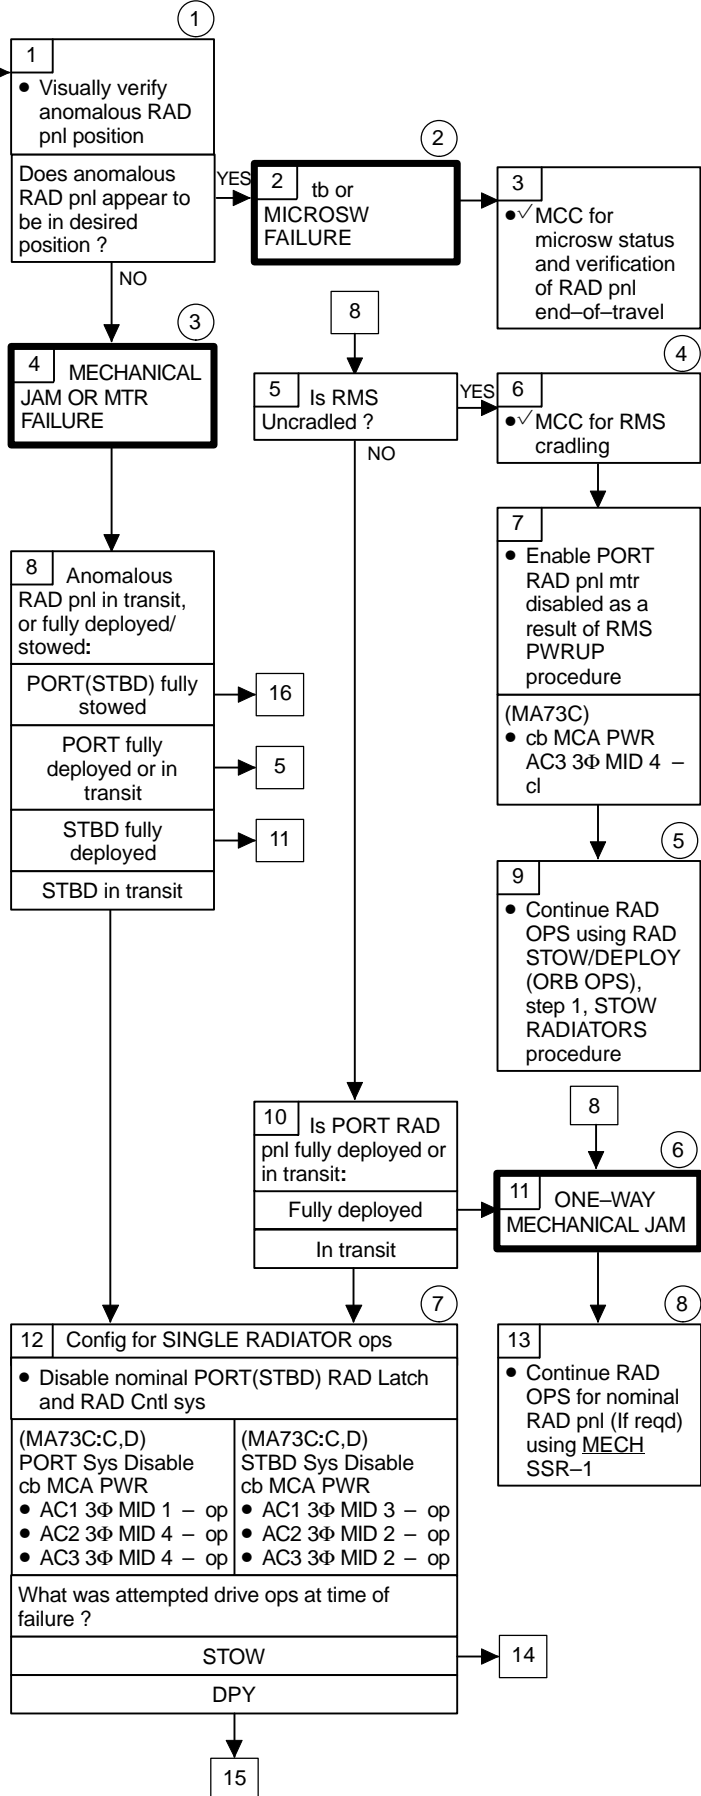 1
1
● Visually verify
anomalous RAD
pnl position
Does anomalous
RAD pnl appear to
be in desired
position ?
YES
NO
2
2 tb or
MICROSW
FAILURE
3
●√ MCC for
microsw status
and verification
of RAD pnl
end–of–travel
3
4 MECHANICAL
JAM OR MTR
FAILURE
8
5 Is RMS
Uncradled ?
YES
NO
4
6
●√ MCC for RMS
cradling
7
● Enable PORT
RAD pnl mtr
disabled as a
result of RMS
PWRUP
procedure
(MA73C)
● cb MCA PWR
AC3 3Φ MID 4 –
cl
8 Anomalous
RAD pnl in transit,
or fully deployed/
stowed:
PORT(STBD) fully
stowed
16
PORT fully
deployed or in
transit
5
STBD fully
deployed
11
STBD in transit
5
9
● Continue RAD
OPS using RAD
STOW/DEPLOY
(ORB OPS),
step 1, STOW
RADIATORS
procedure
10 Is PORT RAD
pnl fully deployed or
in transit:
Fully deployed
In transit
8
6
11 ONE–WAY
MECHANICAL JAM
7
12 Config for SINGLE RADIATOR ops
● Disable nominal PORT(STBD) RAD Latch
and RAD Cntl sys
(MA73C:C,D)
PORT Sys Disable
cb MCA PWR
● AC1 3Φ MID 1 – op
● AC2 3Φ MID 4 – op
● AC3 3Φ MID 4 – op
(MA73C:C,D)
STBD Sys Disable
cb MCA PWR
● AC1 3Φ MID 3 – op
● AC2 3Φ MID 2 – op
● AC3 3Φ MID 2 – op
What was attempted drive ops at time of
failure ?
STOW
14
DPY
15
8
13
● Continue RAD
OPS for nominal
RAD pnl (If reqd)
using MECH
SSR–1